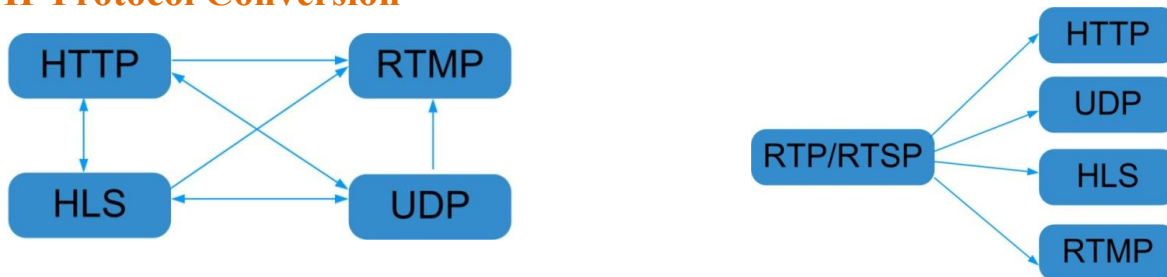 IP Protocol Conversion
HTTP
RTMP
HLS
UDP
RTP/RTSP
HTTP
UDP
HLS
RTMP